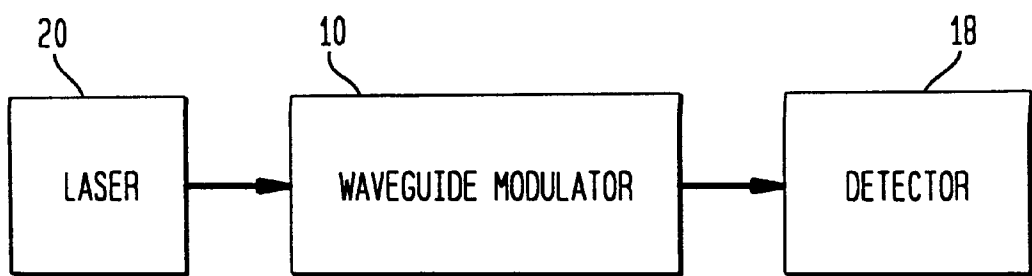 20
10
18
LASER
WAVEGUIDE MODULATOR
DETECTOR